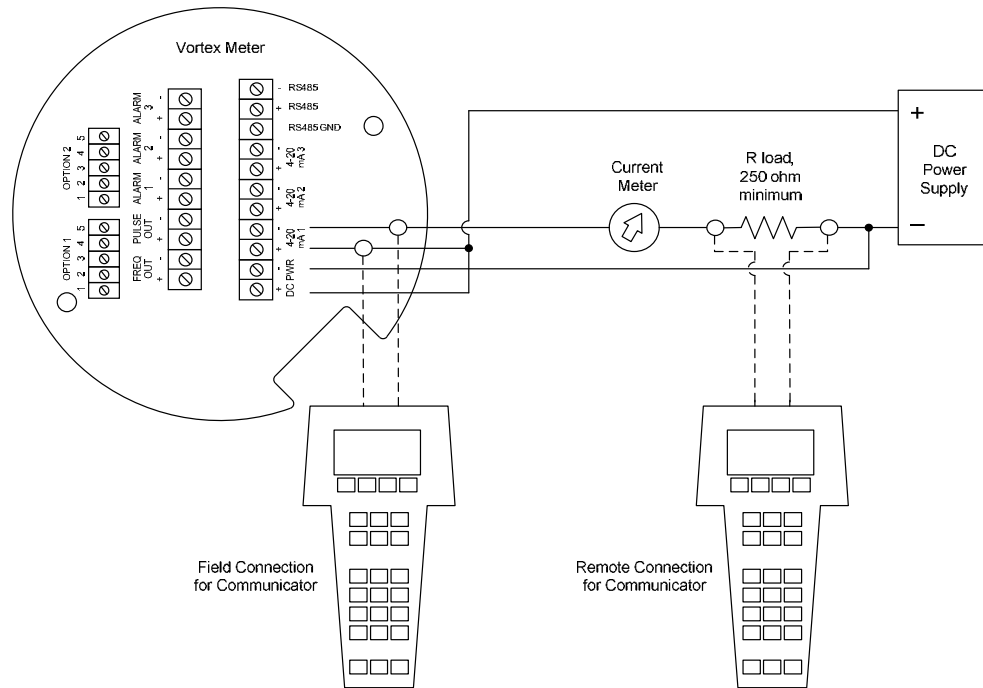 Vortex Meter
- RS485
+ RS485
RS485 GND
- 4-20
+ mA 3
- 4-20
+ mA 2
- 4-20
+ mA 1
- DC PWR
+
ALARM
3
- +
ALARM
2
- +
ALARM
1
- +
PULSE
OUT
- +
FREQ
OUT
- +
OPTION 2
5
4
3
2
1
OPTION 1
5
4
3
2
1
Current
Meter
R load,
250 ohm
minimum
+
DC
Power
Supply
–
Field Connection
for Communicator
Remote Connection
for Communicator